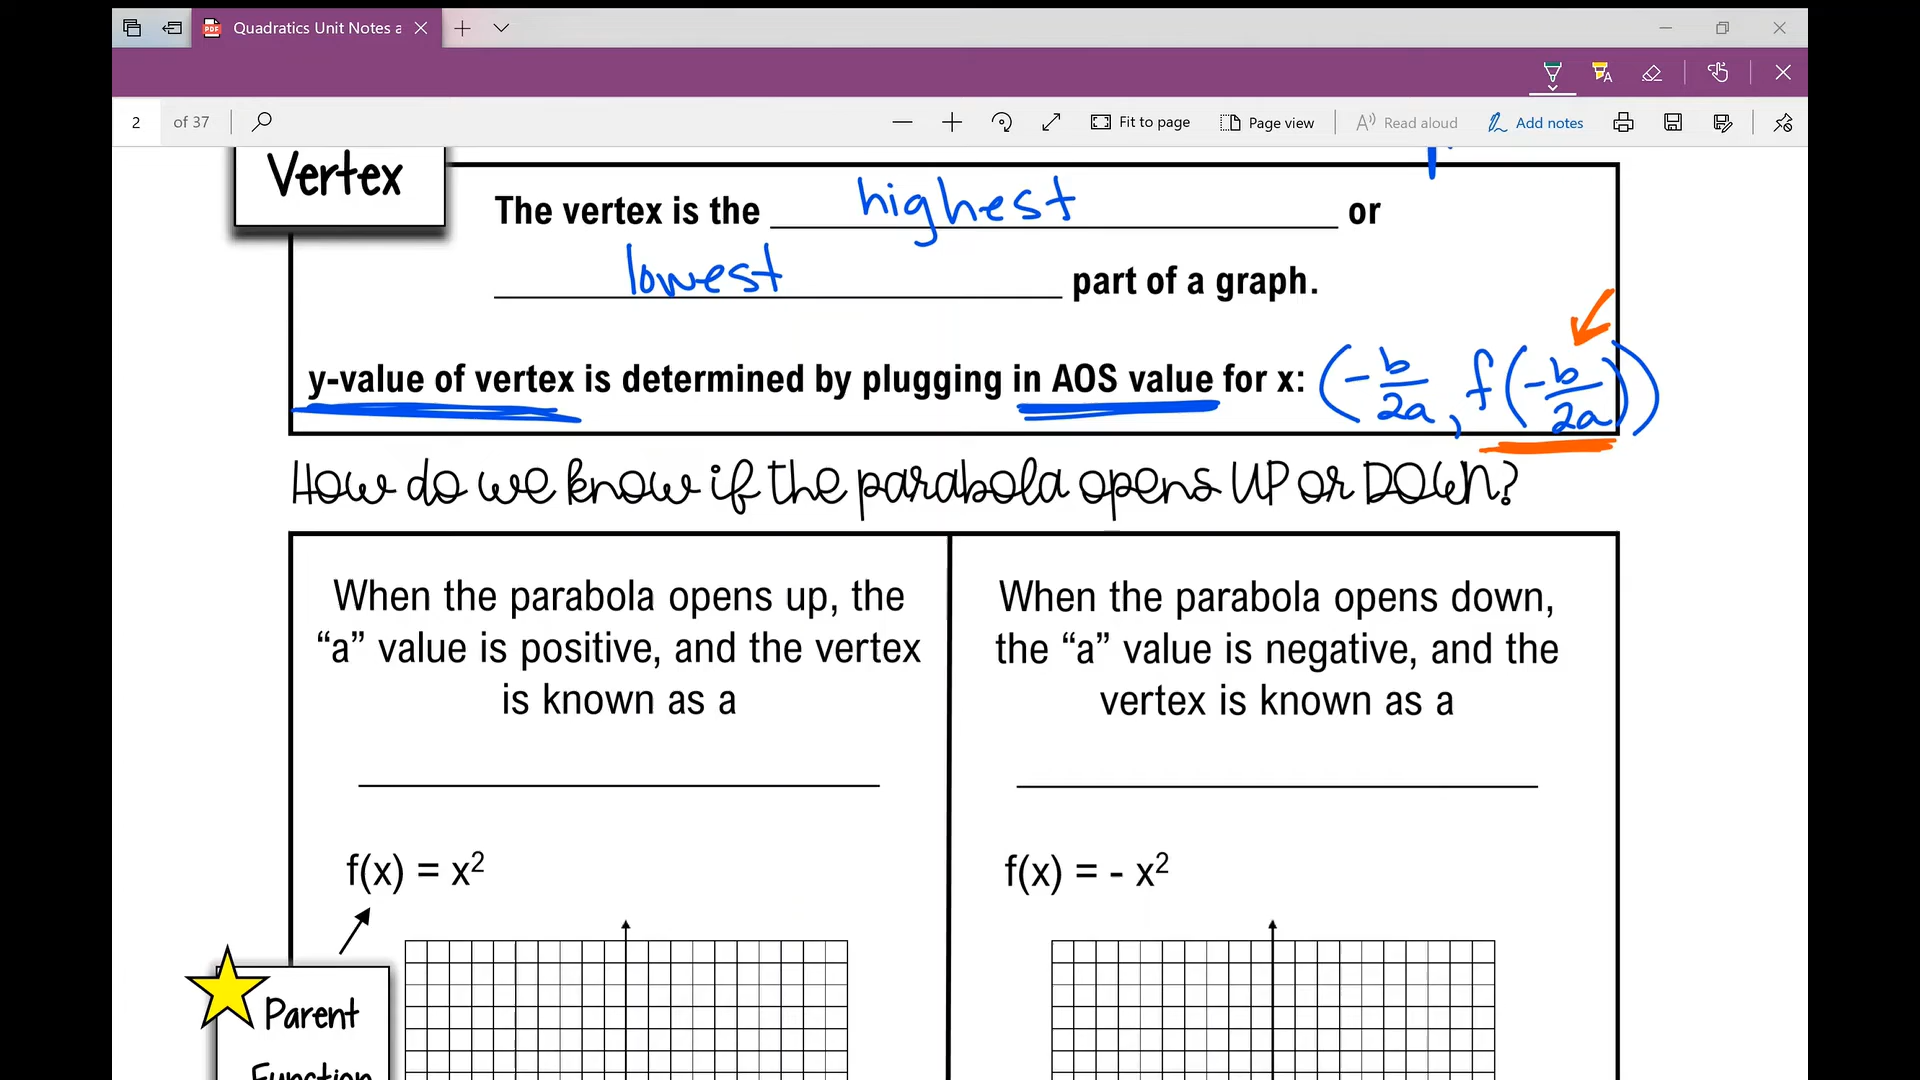 Quadratics Unit Notes a
2 of 37 Fit to page Page view Read aloud Add notes
Vertex
The vertex is the highest or
lowest part of a graph.
y-value of vertex is determined by plugging in AOS value for x: (-b/2a, f(-b/2a))
How do we know if the parabola opens UP or DOWN?
When the parabola opens up, the
“a” value is positive, and the vertex
is known as a
f(x) = x²
When the parabola opens down,
the “a” value is negative, and the
vertex is known as a
f(x) = - x²
Parent
Function